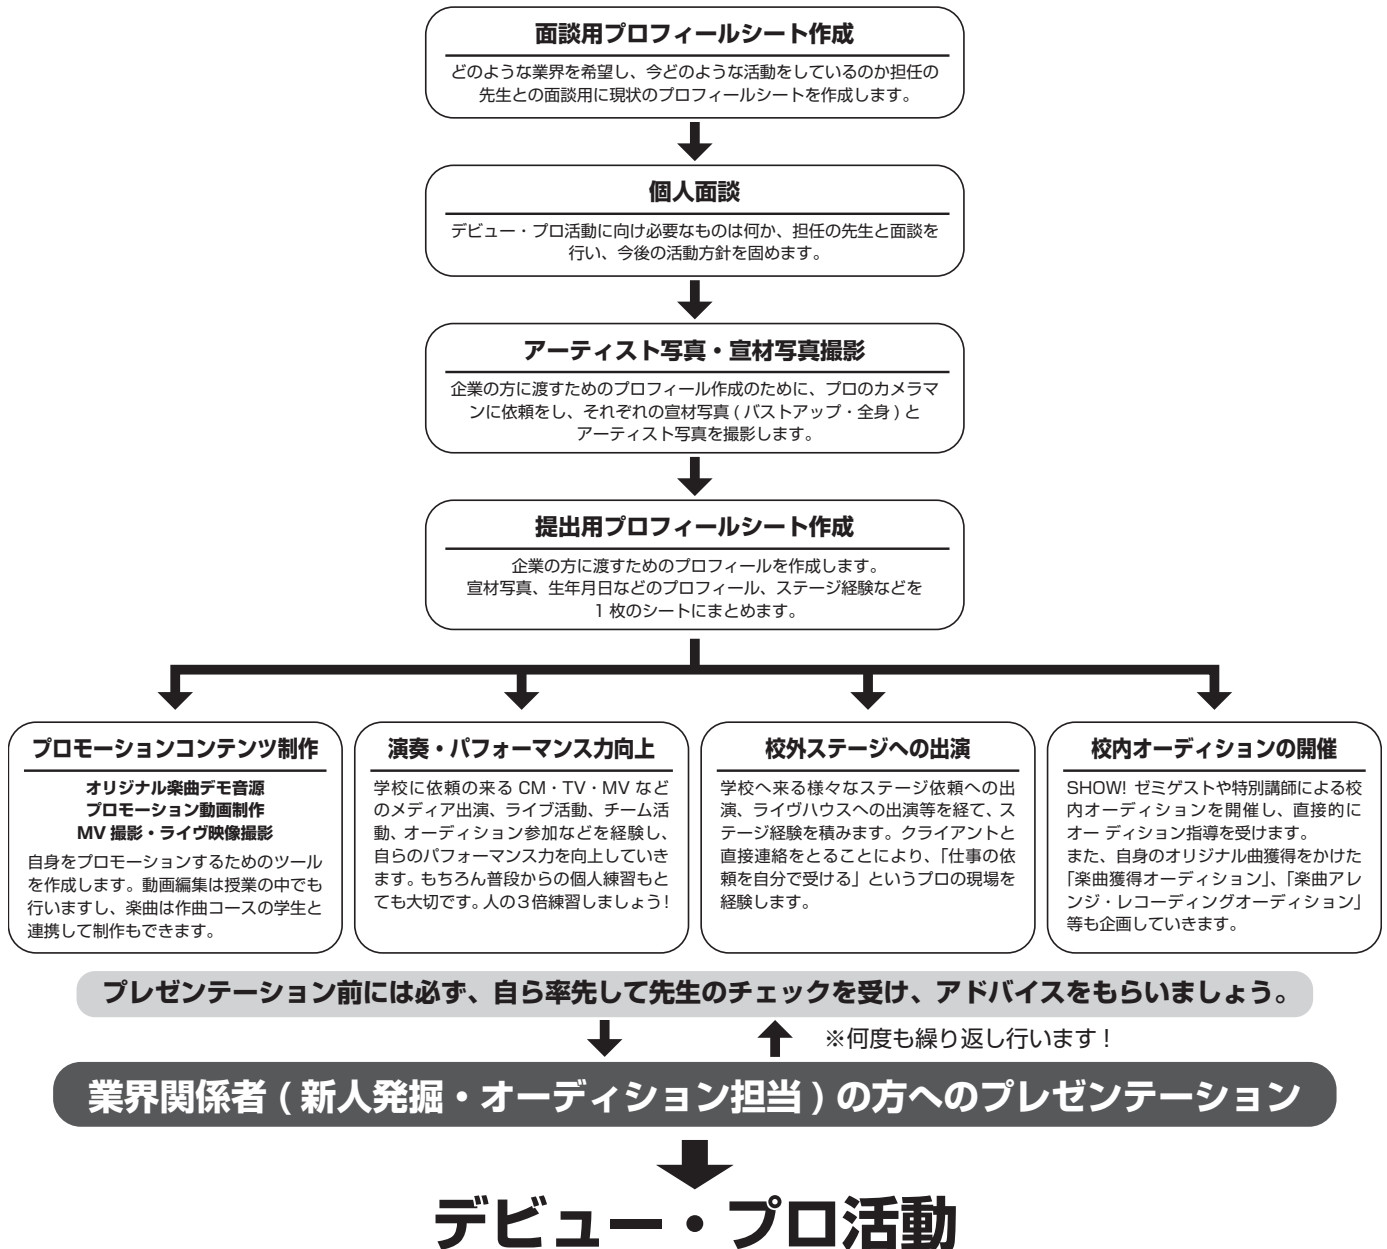 面談用プロフィールシート作成
どのような業界を希望し、今どのような活動をしているのか担任の
先生との面談用に現状のプロフィールシートを作成します。
個人面談
デビュー・プロ活動に向け必要なものは何か、担任の先生と面談を
行い、今後の活動方針を固めます。
アーティスト写真・宣材写真撮影
企業の方に渡すためのプロフィール作成のために、プロのカメラマ
ンに依頼をし、それぞれの宣材写真 ( バストアップ・全身 ) と
アーティスト写真を撮影します。
提出用プロフィールシート作成
企業の方に渡すためのプロフィールを作成します。
宣材写真、生年月日などのプロフィール、ステージ経験などを
1 枚のシートにまとめます。
プロモーションコンテンツ制作
オリジナル楽曲デモ音源
プロモーション動画制作
MV 撮影・ライヴ映像撮影
自身をプロモーションするためのツール
を作成します。動画編集は授業の中でも
行いますし、楽曲は作曲コースの学生と
連携して制作もできます。
演奏・パフォーマンス力向上
学校に依頼の来る CM・TV・MV など
のメディア出演、ライブ活動、チーム活
動、オーディション参加などを経験し、
自らのパフォーマンス力を向上していき
ます。もちろん普段からの個人練習もと
ても大切です。人の３倍練習しましょう！
校外ステージへの出演
学校へ来る様々なステージ依頼への出
演、ライヴハウスへの出演等を経て、ス
テージ経験を積みます。クライアントと
直接連絡をとることにより、「仕事の依
頼を自分で受ける」というプロの現場を
経験します。
校内オーディションの開催
SHOW! ゼミゲストや特別講師による校
内オーディションを開催し、直接的に
オー ディション指導を受けます。
また、自身のオリジナル曲獲得をかけた
「楽曲獲得オーディション」、「楽曲アレ
ンジ・レコーディングオーディション」
等も企画していきます。
プレゼンテーション前には必ず、自ら率先して先生のチェックを受け、アドバイスをもらいましょう。
※何度も繰り返し行います！
業界関係者 ( 新人発掘・オーディション担当 ) の方へのプレゼンテーション
デビュー・プロ活動